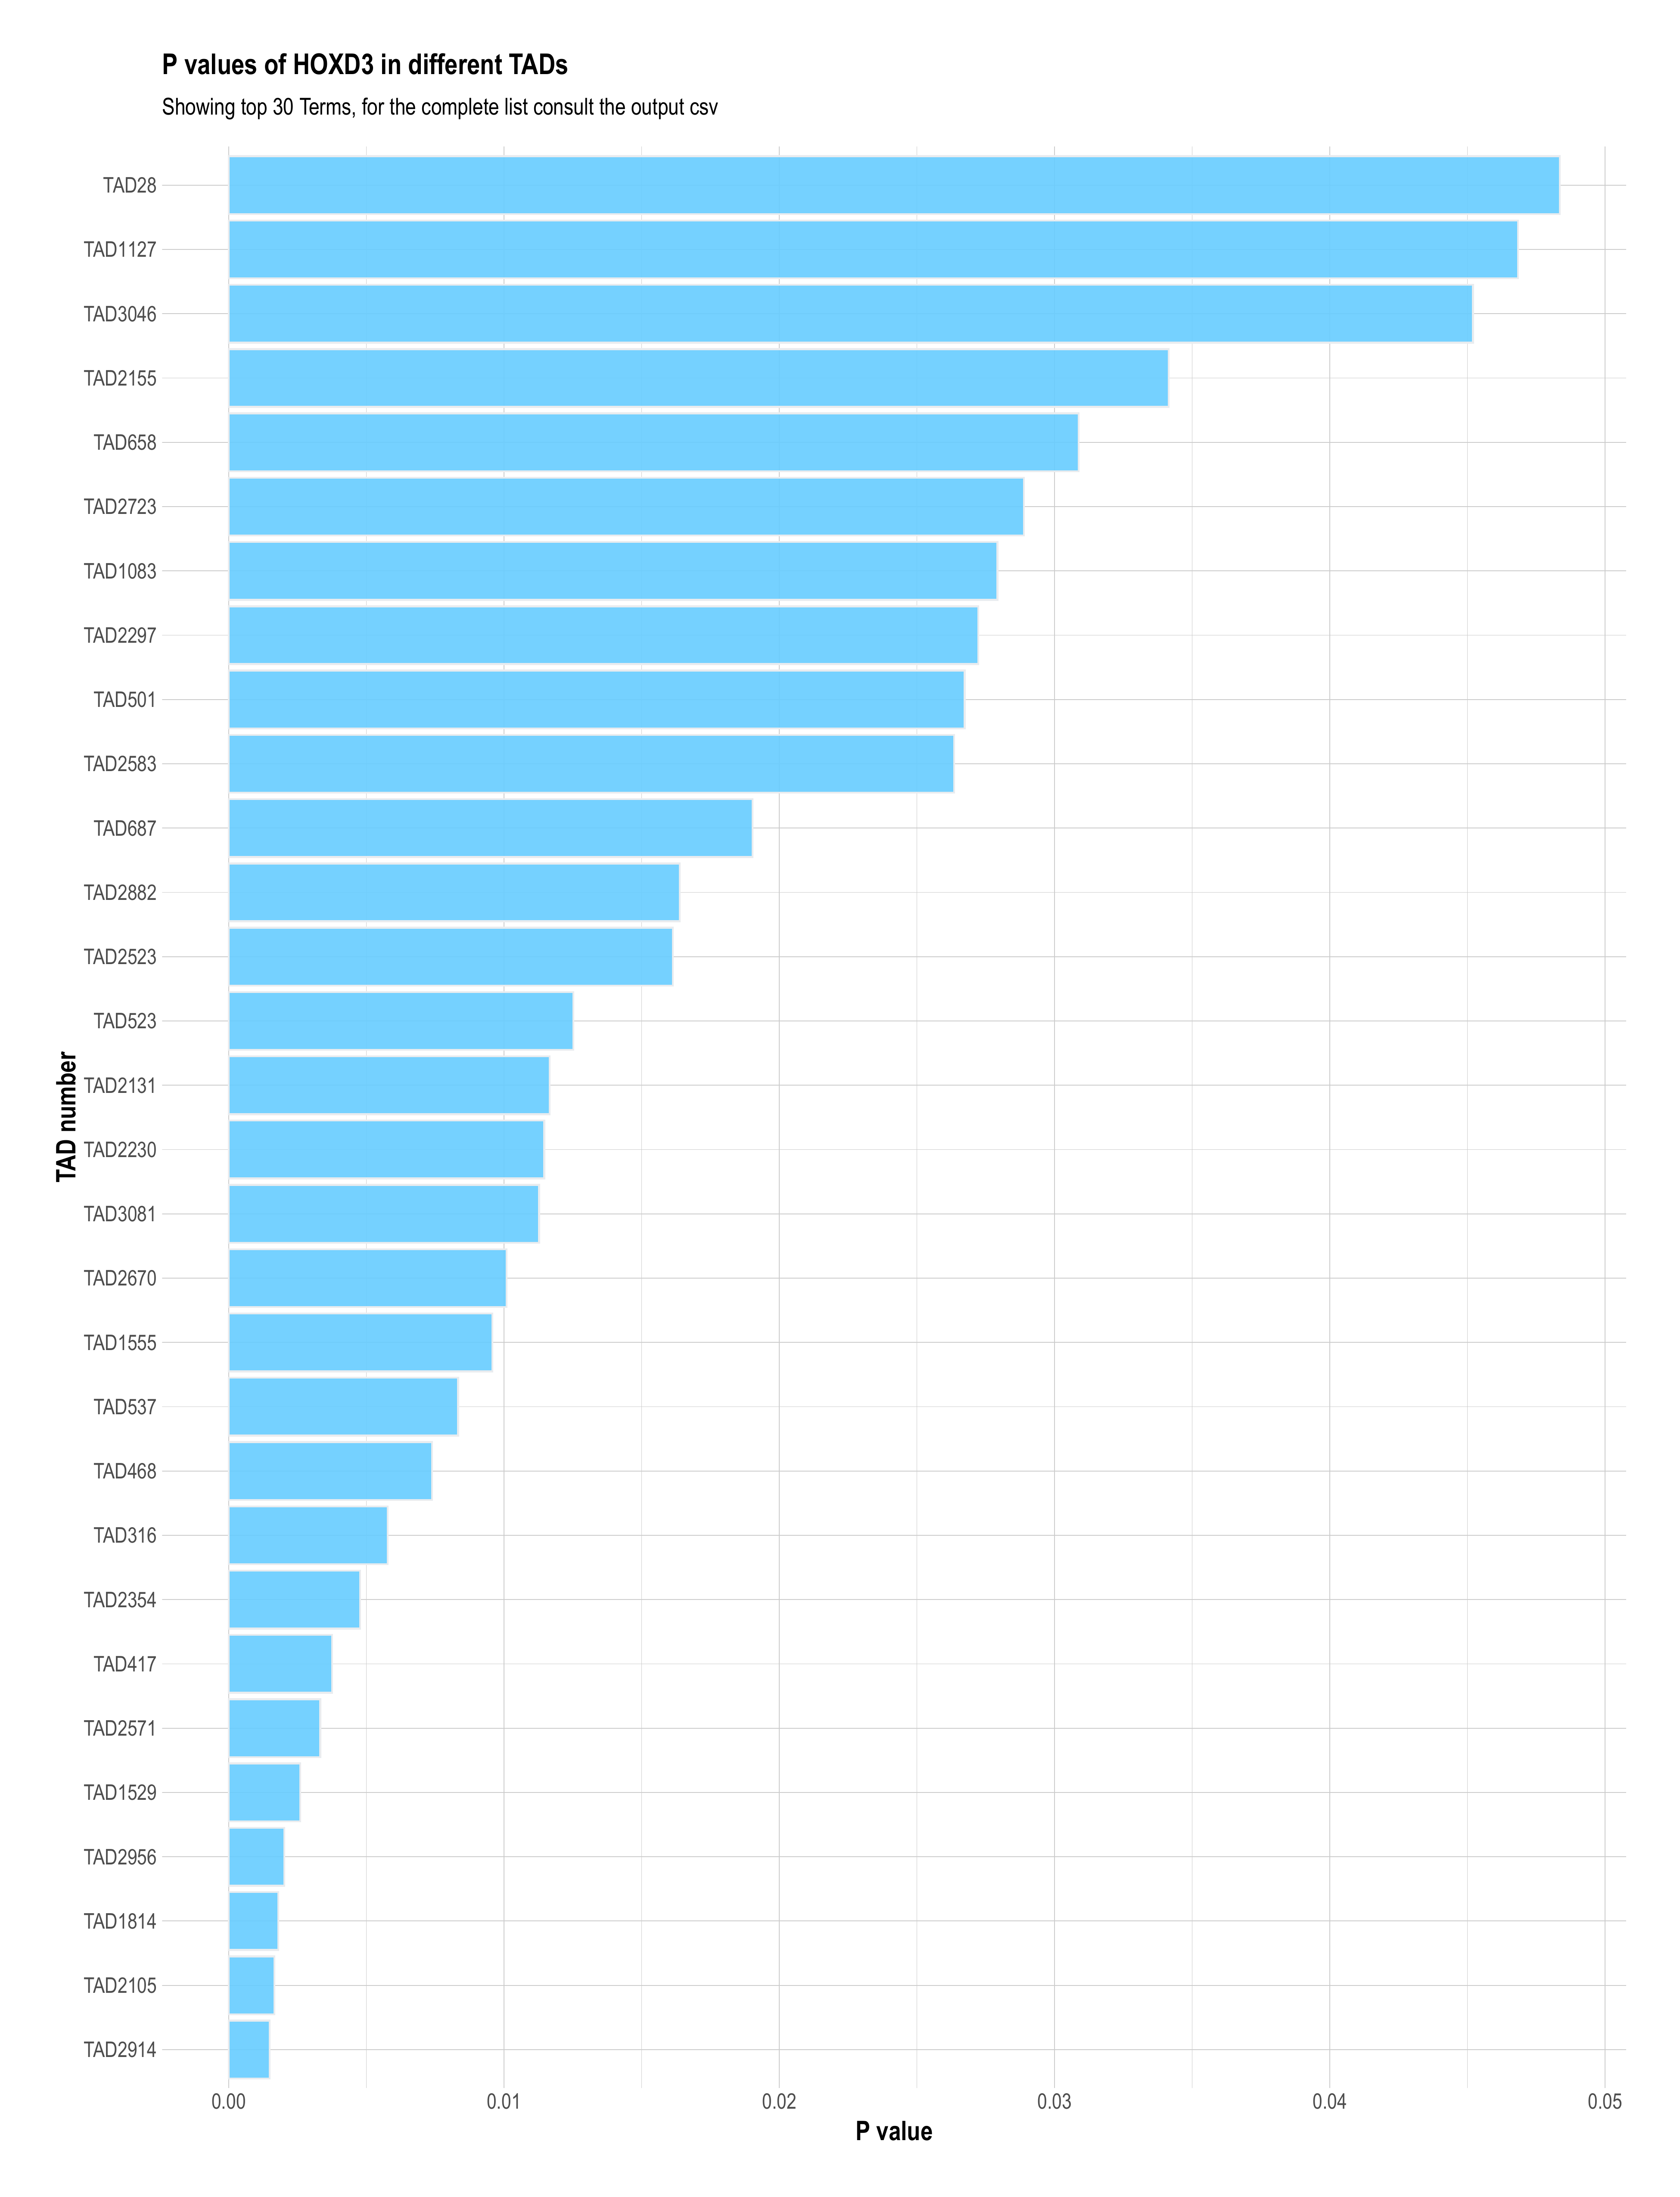 P values of HOXD3 in different TADs
Showing top 30 Terms, for the complete list consult the output csv
TAD28
TAD1127
TAD3046
TAD2155
TAD658
TAD2723
TAD1083
TAD2297
TAD501
TAD2583
TAD687
TAD2882
TAD2523
TAD523
TAD2131
TAD2230
TAD3081
TAD2670
TAD1555
TAD537
TAD468
TAD316
TAD2354
TAD417
TAD2571
TAD1529
TAD2956
TAD1814
TAD2105
TAD2914
TAD number
0.00 0.01 0.02 0.03 0.04 0.05
P value